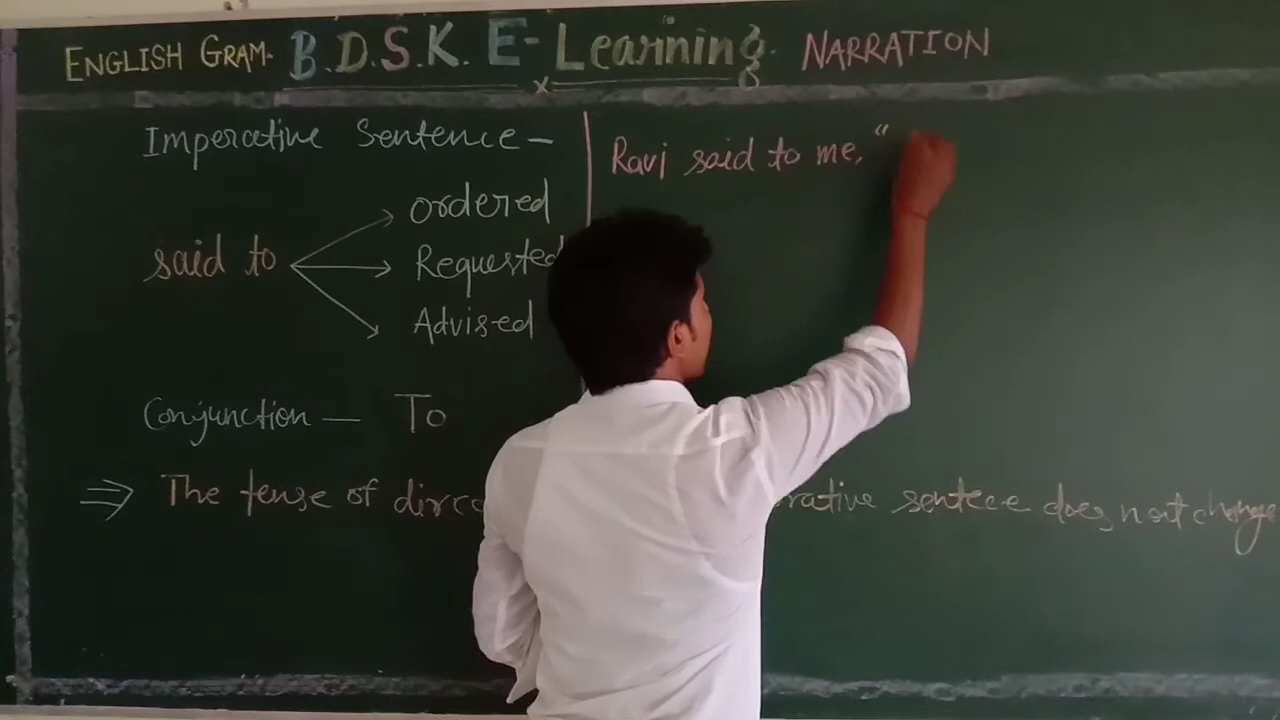 ENGLISH GRAM. B.D.S.K. E-Learning. NARRATION
x
Imperative Sentence –
said to
ordered
Requested
Advised
Conjunction — To
⇒ The tense of sentece does not change
Ravi said to me, "